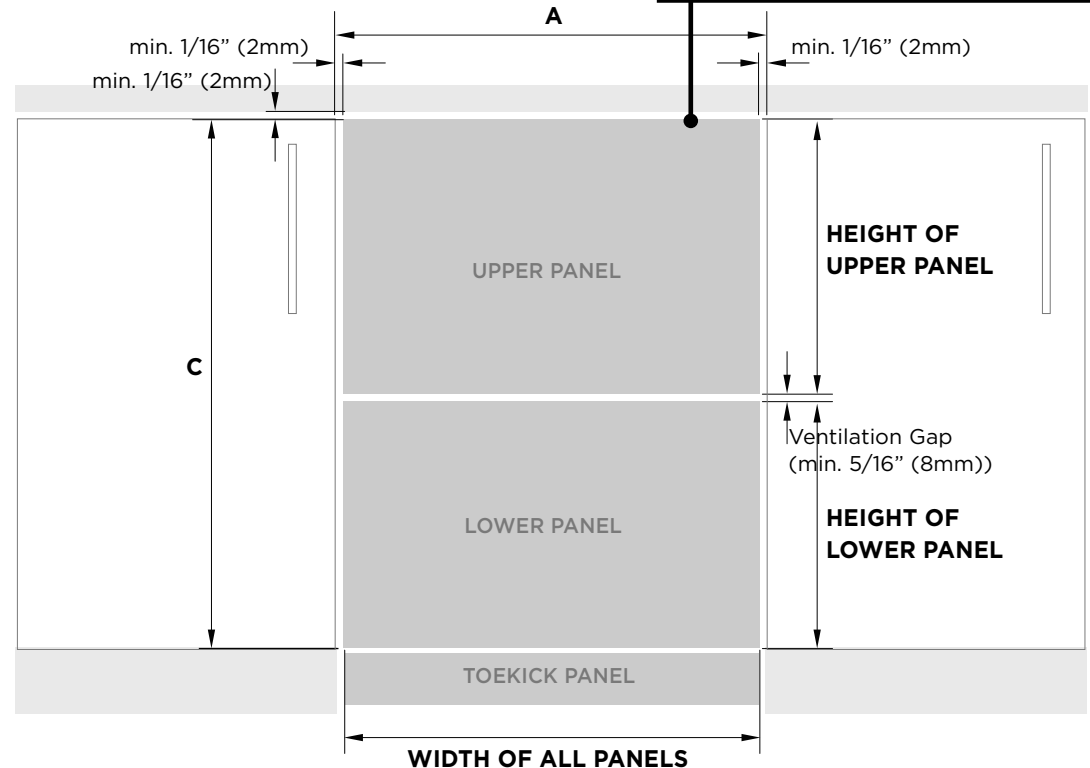 A
min. 1/16” (2mm)
min. 1/16” (2mm)
min. 1/16” (2mm)
UPPER PANEL
HEIGHT OF
UPPER PANEL
C
Ventilation Gap
(min. 5/16” (8mm))
LOWER PANEL
HEIGHT OF
LOWER PANEL
TOEKICK PANEL
WIDTH OF ALL PANELS